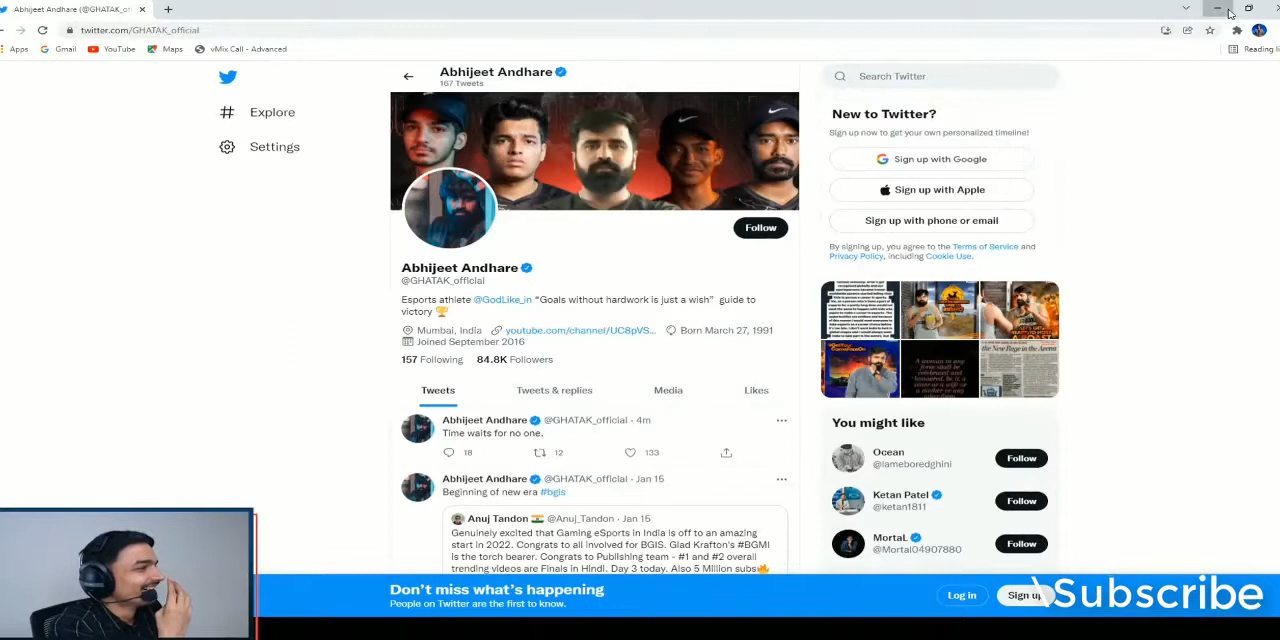 Abhijeet Andhare (@GHATAK_of
twitter.com/GHATAK_official
Apps Gmail YouTube Maps vMix Call - Advanced
Reading li
Abhijeet Andhare
167 Tweets
Search Twitter
Explore
Settings
New to Twitter?
Sign up now to get your own personalized timeline!
Sign up with Google
Sign up with Apple
Sign up with phone or email
By signing up, you agree to the Terms of Service and
Privacy Policy, including Cookie Use.
Follow
Abhijeet Andhare
@GHATAK_official
Esports athlete @GodLike_in “Goals without hardwork is just a wish” guide to
victory 🏆
Mumbai, India youtube.com/channel/UC8pVS... Born March 27, 1991
Joined September 2016
157 Following 84.8K Followers
Tweets Tweets & replies Media Likes
Abhijeet Andhare @GHATAK_official · 4m
Time waits for no one.
18 12 133
Abhijeet Andhare @GHATAK_official · Jan 15
Beginning of new era #bgis
Anuj Tandon 🇮🇳 @Anuj_Tandon · Jan 15
Genuinely excited that Gaming eSports in India is off to an amazing
start in 2022. Congrats to all involved for BGIS. Glad Krafton's #BGMI
is the torch bearer. Congrats to Publishing team - #1 and #2 overall
trending videos are Finals in Hindi. Day 3 today. Also 5 Million subs🔥
You might like
Ocean
@iameboredghini
Follow
Ketan Patel
@ketan1811
Follow
MortaL
@Mortal04907880
Follow
Don’t miss what’s happening
People on Twitter are the first to know.
Log in
Sign up
\Subscribe